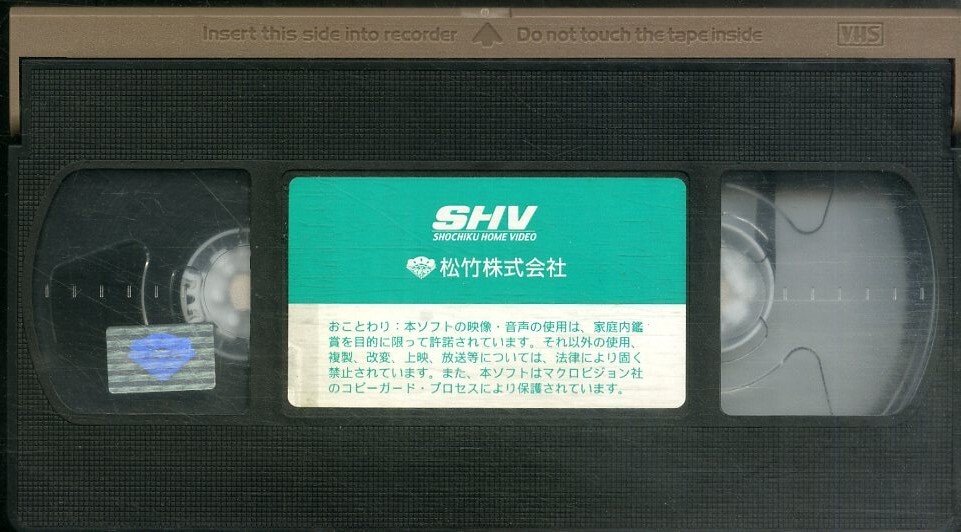 Insert this side into recorder
Do not touch the tape inside
VHS
SHV
SHOCHIKU HOME VIDEO
松竹株式会社
おことわり：本ソフトの映像・音声の使用は、家庭内鑑
賞を目的に限って許諾されています。それ以外の使用、
複製、改変、上映、放送等については、法律により固く
禁止されています。また、本ソフトはマクロビジョン社
のコピーガード・プロセスにより保護されています。